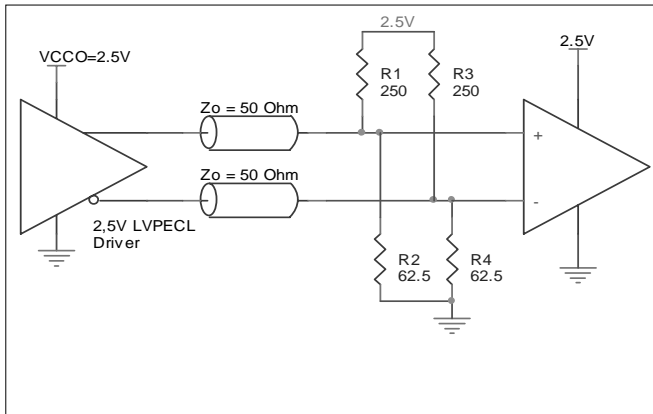 2.5V
VCCO=2.5V
2.5V
R1
250
R3
250
Zo = 50 Ohm
+
Zo = 50 Ohm
-
2,5V LVPECL
Driver
R2
62.5
R4
62.5